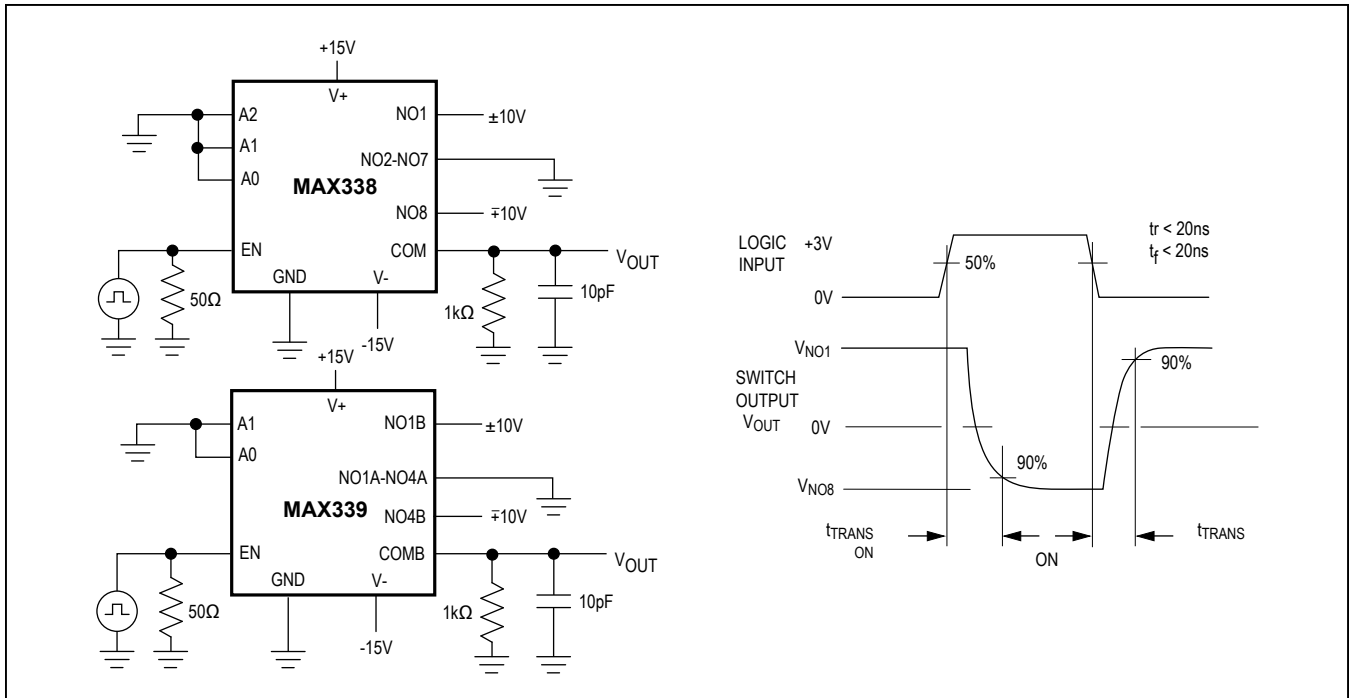 +15V
V+
A2
A1
A0
NO1
±10V
NO2-NO7
MAX338
NO8
∓10V
EN
COM
VOUT
GND
V-
50Ω
1kΩ
10pF
-15V
+15V
V+
A1
A0
NO1B
±10V
NO1A-NO4A
MAX339
NO4B
∓10V
EN
COMB
VOUT
GND
V-
50Ω
1kΩ
10pF
-15V
LOGIC
INPUT
+3V
50%
0V
tr < 20ns
tf < 20ns
VNO1
90%
SWITCH
OUTPUT
VOUT
0V
90%
VNO8
tTRANS
ON
ON
tTRANS